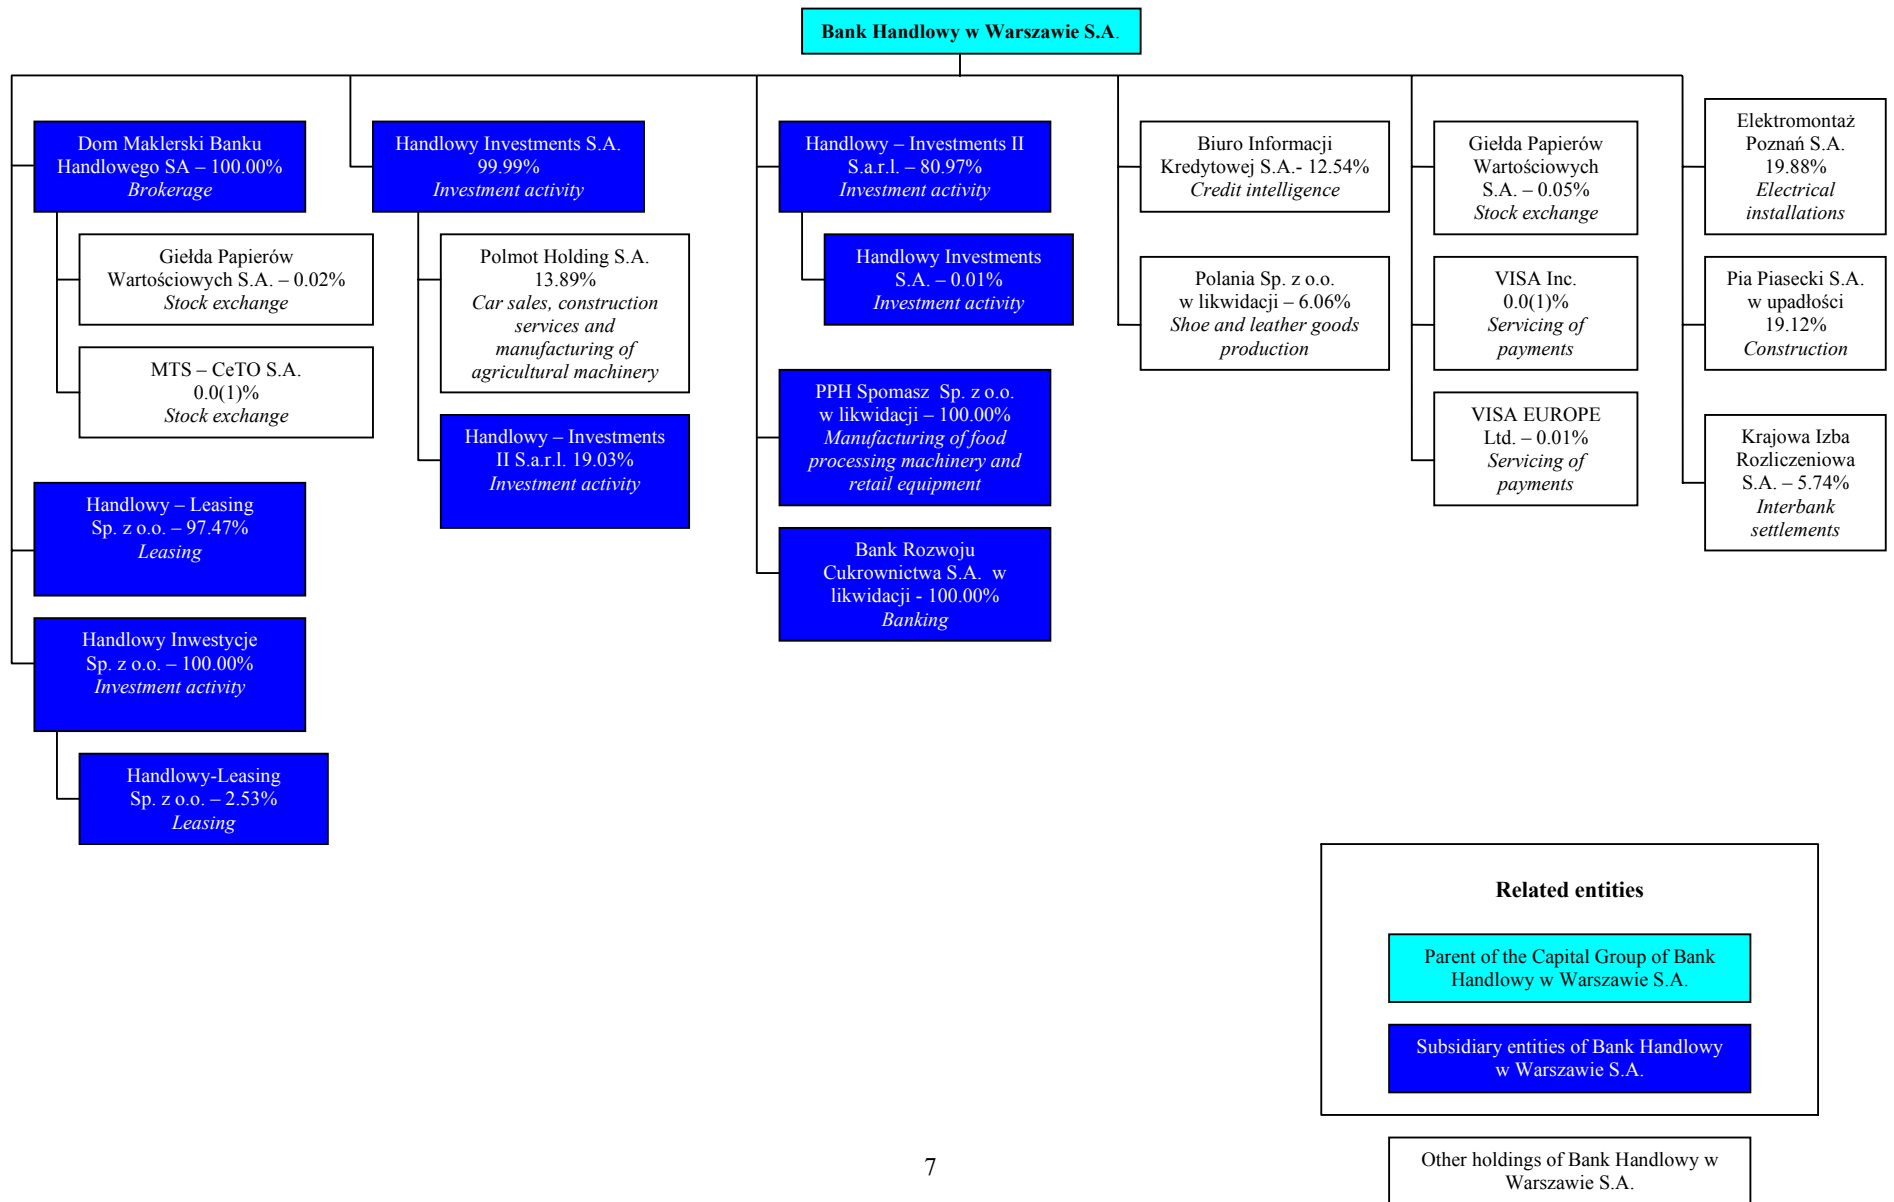 Bank Handlowy w Warszawie S.A.
Dom Maklerski Banku
Handlowego SA – 100.00%
Brokerage
Giełda Papierów
Wartościowych S.A. – 0.02%
Stock exchange
MTS – CeTO S.A.
0.0(1)%
Stock exchange
Handlowy – Leasing
Sp. z o.o. – 97.47%
Leasing
Handlowy Inwestycje
Sp. z o.o. – 100.00%
Investment activity
Handlowy-Leasing
Sp. z o.o. – 2.53%
Leasing
Handlowy Investments S.A.
99.99%
Investment activity
Polmot Holding S.A.
13.89%
Car sales, construction
services and
manufacturing of
agricultural machinery
Handlowy – Investments
II S.a.r.l. 19.03%
Investment activity
Handlowy – Investments II
S.a.r.l. – 80.97%
Investment activity
Handlowy Investments
S.A. – 0.01%
Investment activity
PPH Spomasz Sp. z o.o.
w likwidacji – 100.00%
Manufacturing of food
processing machinery and
retail equipment
Bank Rozwoju
Cukrownictwa S.A. w
likwidacji - 100.00%
Banking
Biuro Informacji
Kredytowej S.A.- 12.54%
Credit intelligence
Polania Sp. z o.o.
w likwidacji – 6.06%
Shoe and leather goods
production
Giełda Papierów
Wartościowych
S.A. – 0.05%
Stock exchange
VISA Inc.
0.0(1)%
Servicing of
payments
VISA EUROPE
Ltd. – 0.01%
Servicing of
payments
Elektromontaż
Poznań S.A.
19.88%
Electrical
installations
Pia Piasecki S.A.
w upadłości
19.12%
Construction
Krajowa Izba
Rozliczeniowa
S.A. – 5.74%
Interbank
settlements
Related entities
Parent of the Capital Group of Bank
Handlowy w Warszawie S.A.
Subsidiary entities of Bank Handlowy
w Warszawie S.A.
Other holdings of Bank Handlowy w
Warszawie S.A.
7